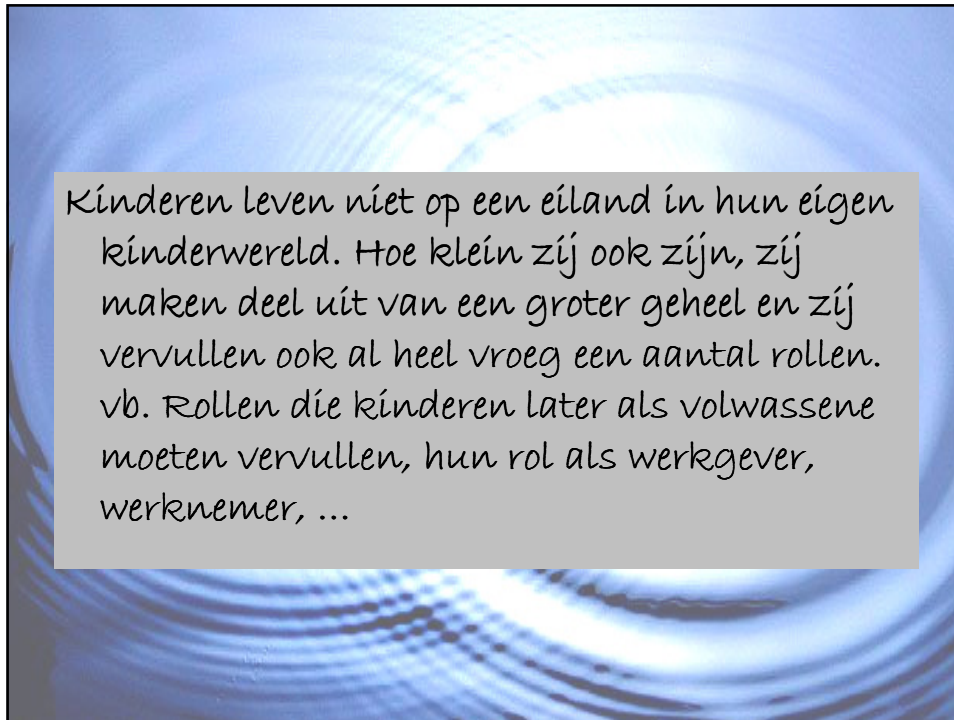 Kinderen leven niet op een eiland in hun eigen
kinderwereld. Hoe klein zij ook zijn, zij
maken deel uit van een groter geheel en zij
vervullen ook al heel vroeg een aantal rollen.
vb. Rollen die kinderen later als volwassene
moeten vervullen, hun rol als werkgever,
werknemer, ...